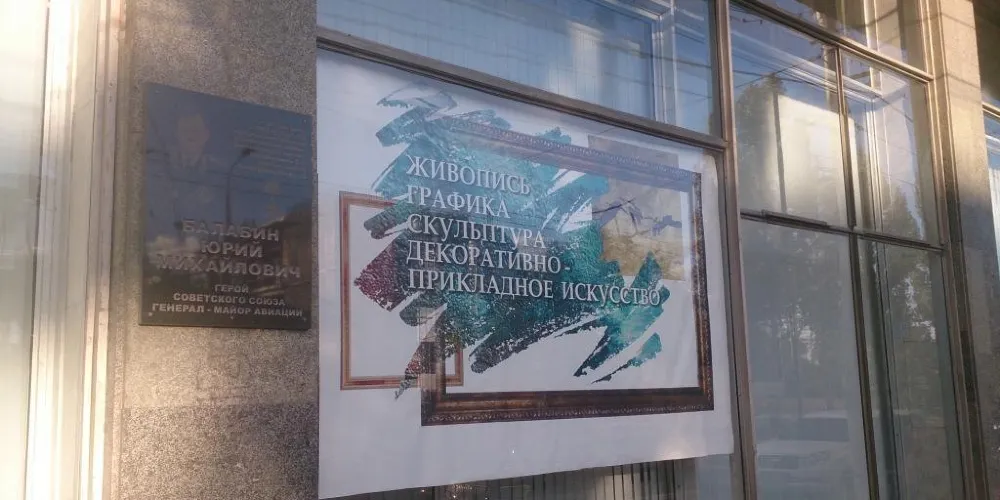 БАЛАБИН
ЮРИЙ
МИХАЙЛОВИЧ
ГЕРОЙ
СОВЕТСКОГО СОЮЗА
ГЕНЕРАЛ - МАЙОР АВИАЦИИ
ЖИВОПИСЬ
ГРАФИКА
СКУЛЬПТУРА
ДЕКОРАТИВНО-
ПРИКЛАДНОЕ ИСКУССТВО